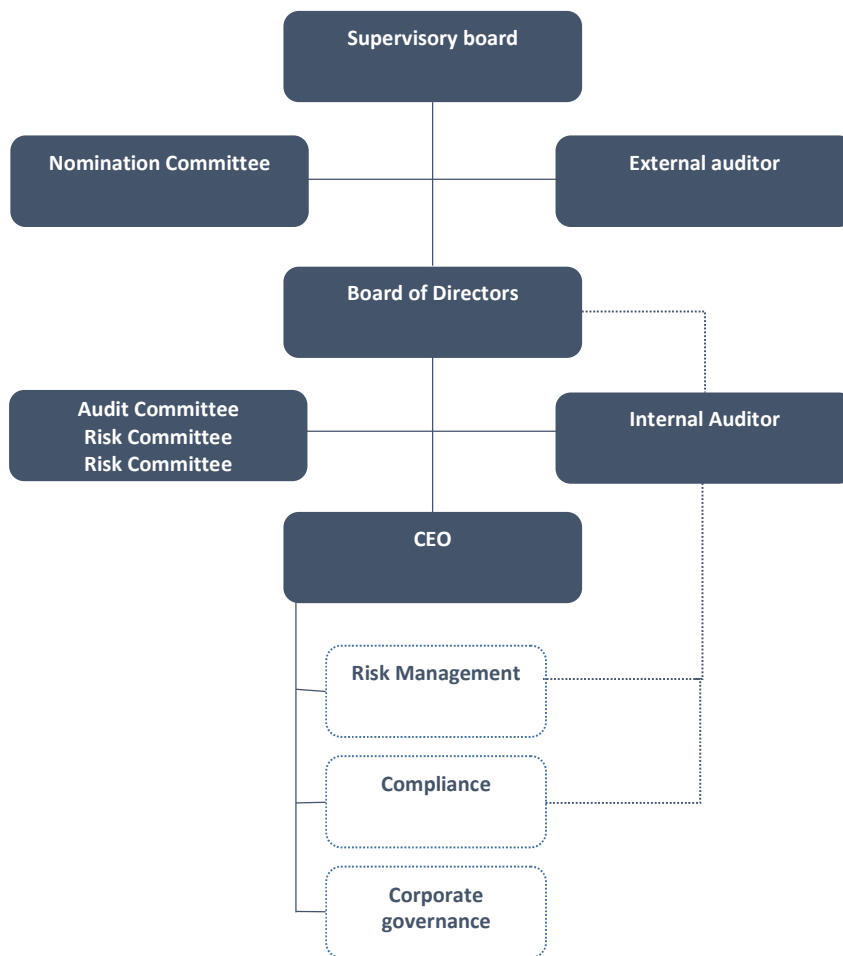 Supervisory board
Nomination Committee
External auditor
Board of Directors
Audit Committee
Risk Committee
Risk Committee
Internal Auditor
CEO
Risk Management
Compliance
Corporate
governance